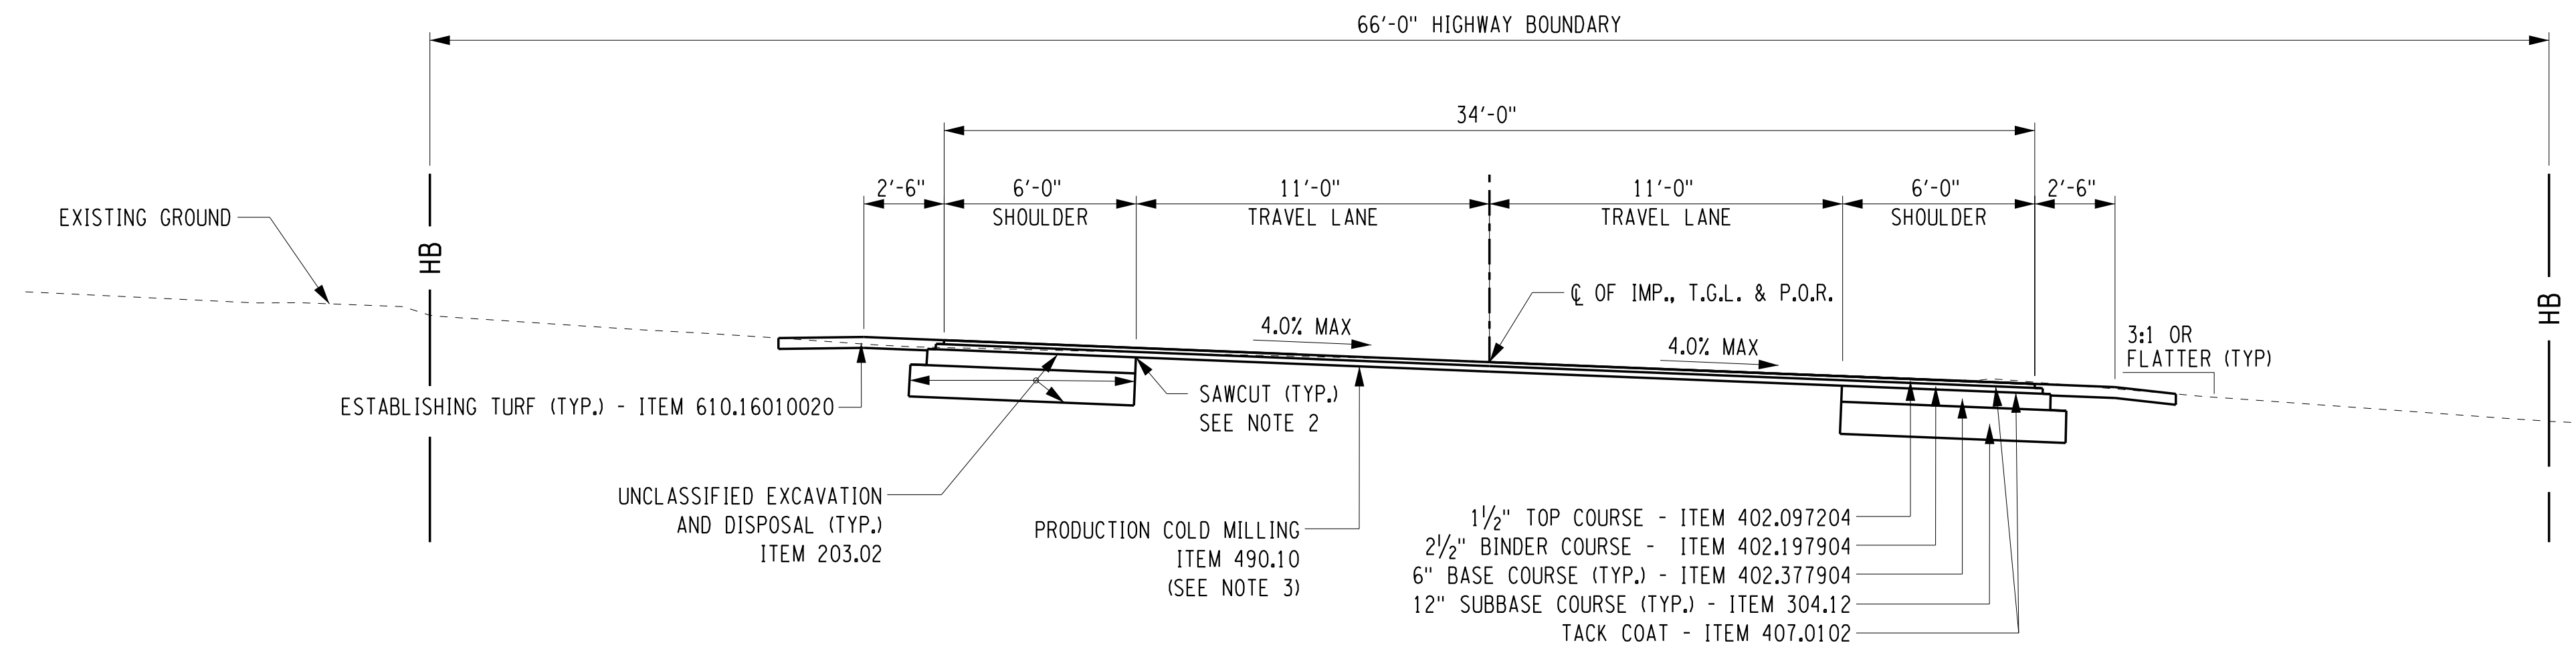 66'-0" HIGHWAY BOUNDARY
34'-0"
2'-6"
6'-0"
SHOULDER
11'-0"
TRAVEL LANE
11'-0"
TRAVEL LANE
6'-0"
SHOULDER
2'-6"
EXISTING GROUND
HB
HB
℄ OF IMP., T.G.L. & P.O.R.
4.0% MAX
4.0% MAX
3:1 OR
FLATTER (TYP)
SAWCUT (TYP.)
SEE NOTE 2
ESTABLISHING TURF (TYP.) - ITEM 610.16010020
UNCLASSIFIED EXCAVATION
AND DISPOSAL (TYP.)
ITEM 203.02
PRODUCTION COLD MILLING
ITEM 490.10
(SEE NOTE 3)
1½" TOP COURSE - ITEM 402.097204
2½" BINDER COURSE - ITEM 402.197904
6" BASE COURSE (TYP.) - ITEM 402.377904
12" SUBBASE COURSE (TYP.) - ITEM 304.12
TACK COAT - ITEM 407.0102